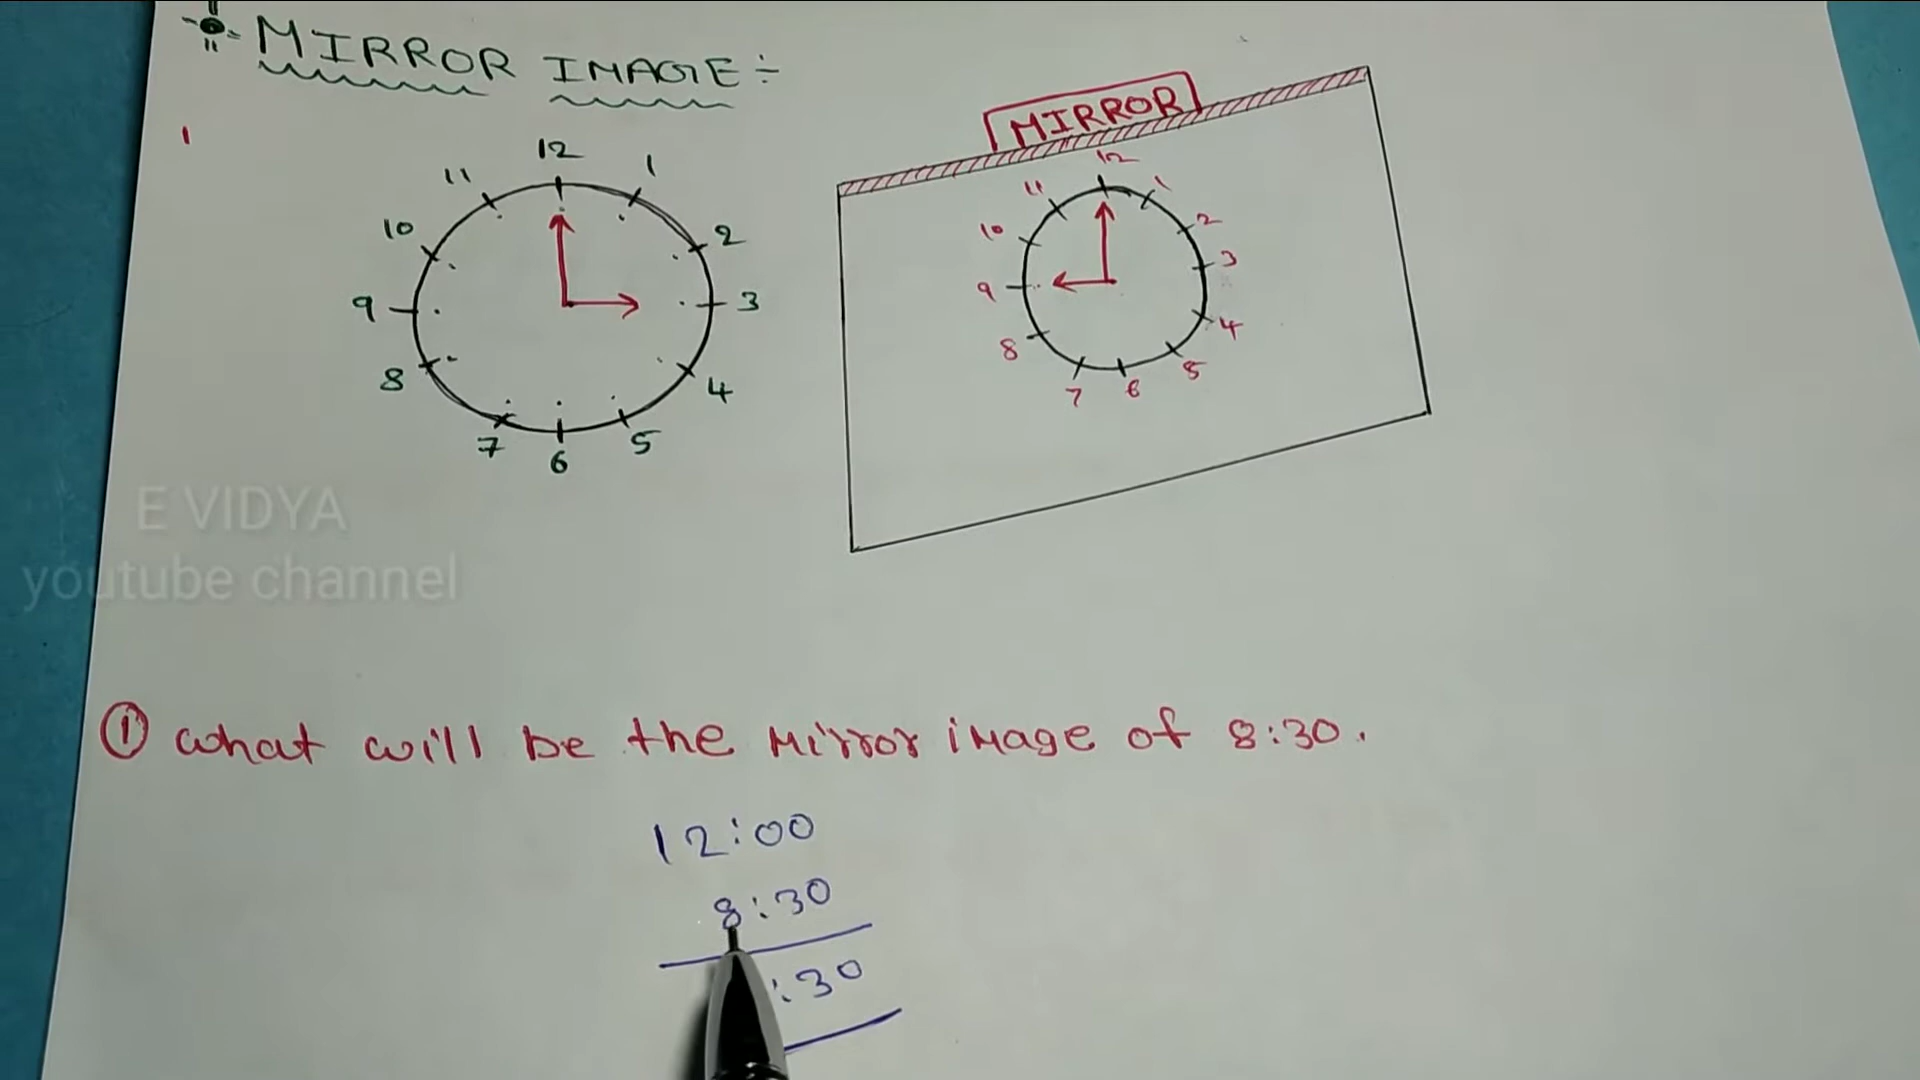 MIRROR IMAGE ÷
12
11 1
10 2
9 3
8 4
7 5
6
MIRROR
12
11 1
10 2
9 3
8 4
7 6 5
E VIDYA
youtube channel
① What will be the Mirror image of 8:30.
12:00
8:30
:30